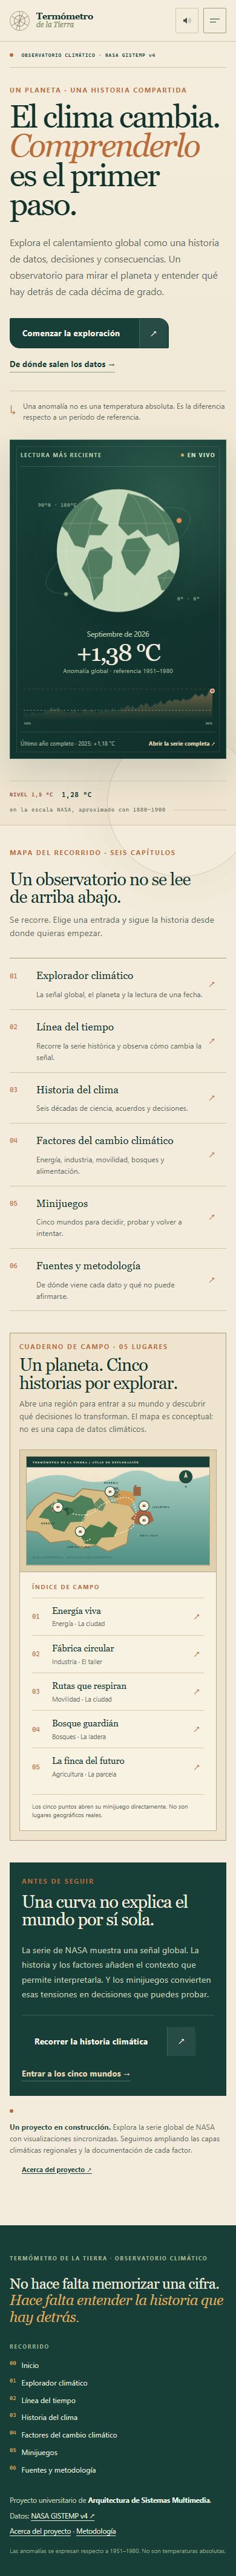 Termómetro
de la Tierra
OBSERVATORIO CLIMÁTICO · NASA GISTEMP v4
UN PLANETA · UNA HISTORIA COMPARTIDA
El clima cambia.
Comprenderlo
es el primer
paso.
Explora el calentamiento global como una historia
de datos, decisiones y consecuencias. Un
observatorio para mirar el planeta y entender qué
hay detrás de cada décima de grado.
Comenzar la exploración ↗
De dónde salen los datos →
Una anomalía no es una temperatura absoluta. Es la diferencia
respecto a un período de referencia.
LECTURA MÁS RECIENTE
EN VIVO
90°N · 180°E
0° · 0°
Septiembre de 2026
+1,38 °C
Anomalía global · referencia 1951–1980
Último año completo · 2025: +1,18 °C
Abrir la serie completa ↗
NIVEL 1,5 °C 1,28 °C
en la escala NASA, aproximado con 1880–1900
MAPA DEL RECORRIDO · SEIS CAPÍTULOS
Un observatorio no se lee
de arriba abajo.
Se recorre. Elige una entrada y sigue la historia desde
donde quieras empezar.
01 Explorador climático ↗
La señal global, el planeta y la lectura de una fecha.
02 Línea del tiempo ↗
Recorre la serie histórica y observa cómo cambia la
señal.
03 Historia del clima ↗
Seis décadas de ciencia, acuerdos y decisiones.
04 Factores del cambio climático ↗
Energía, industria, movilidad, bosques y
alimentación.
05 Minijuegos ↗
Cinco mundos para decidir, probar y volver a
intentar.
06 Fuentes y metodología ↗
De dónde viene cada dato y qué no puede
afirmarse.
CUADERNO DE CAMPO · 05 LUGARES
Un planeta. Cinco
historias por explorar.
Abre una región para entrar a su mundo y descubrir
qué decisiones lo transforman. El mapa es conceptual:
no es una capa de datos climáticos.
TERMÓMETRO DE LA TIERRA / ATLAS DE EXPLORACIÓN
ÍNDICE DE CAMPO
01 Energía viva ↗
Energía · La ciudad
02 Fábrica circular ↗
Industria · El taller
03 Rutas que respiran ↗
Movilidad · La ciudad
04 Bosque guardián ↗
Bosques · La ladera
05 La finca del futuro ↗
Agricultura · La parcela
Los cinco puntos abren su minijuego directamente. No son
lugares geográficos reales.
ANTES DE SEGUIR
Una curva no explica el
mundo por sí sola.
La serie de NASA muestra una señal global. La
historia y los factores añaden el contexto que
permite interpretarla. Y los minijuegos convierten
esas tensiones en decisiones que puedes probar.
Recorrer la historia climática ↗
Entrar a los cinco mundos →
Un proyecto en construcción. Explora la serie global de NASA
con visualizaciones sincronizadas. Seguimos ampliando las capas
climáticas regionales y la documentación de cada factor.
Acerca del proyecto ↗
TERMÓMETRO DE LA TIERRA · OBSERVATORIO CLIMÁTICO
No hace falta memorizar una cifra.
Hace falta entender la historia que
hay detrás.
RECORRIDO
00 Inicio
01 Explorador climático
02 Línea del tiempo
03 Historia del clima
04 Factores del cambio climático
05 Minijuegos
06 Fuentes y metodología
Proyecto universitario de Arquitectura de Sistemas Multimedia.
Datos: NASA GISTEMP v4 ↗
Acerca del proyecto · Metodología
Las anomalías se expresan respecto a 1951–1980. No son temperaturas absolutas.